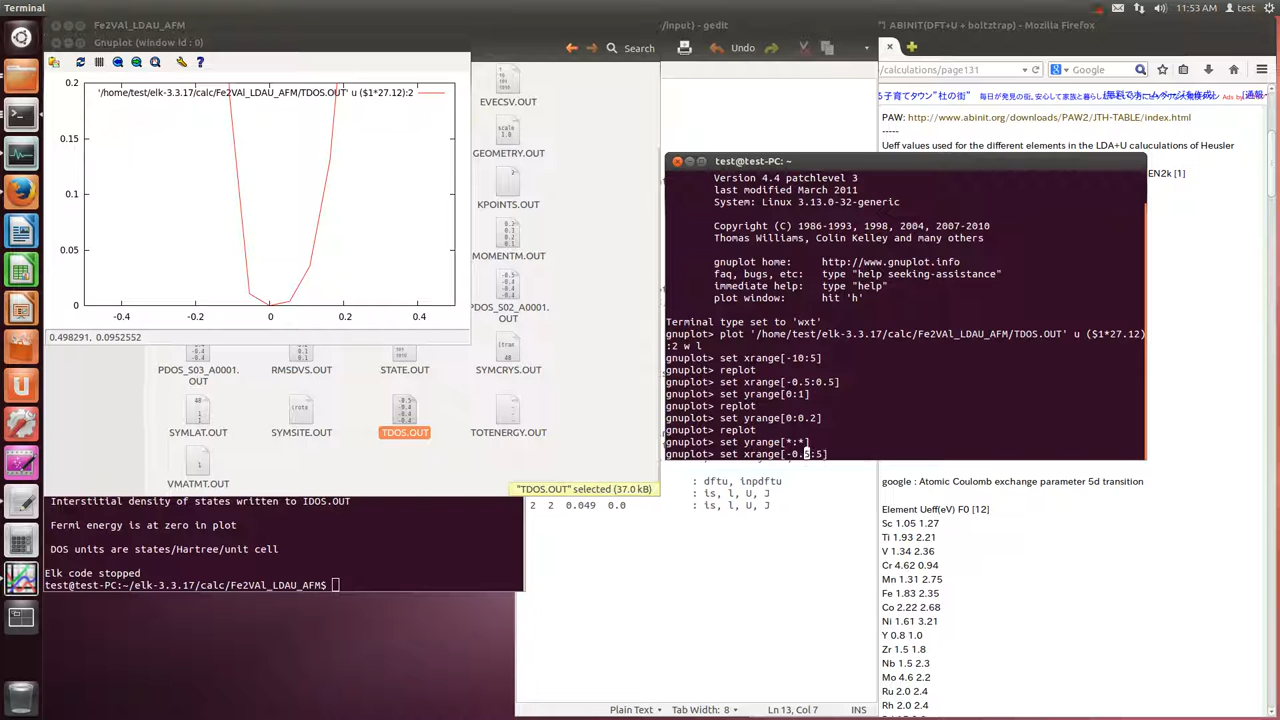 Terminal
11:53 AM
test
Fe2VAl_LDAU_AFM
/input) - gedit
ABINIT(DFT+U + boltztrap) - Mozilla Firefox
Gnuplot (window id : 0)
Search
Undo
/calculations/page131
Google
る子育てタウン"杜の街"
Ads by
PAW: http://www.abinit.org/downloads/PAW2/JTH-TABLE/index.html
-----
Ueff values used for the different elements in the LDA+U caluculations of Heusler
EN2k [1]
0.2
0.15
0.1
0.05
0
'/home/test/elk-3.3.17/calc/Fe2VAl_LDAU_AFM/TDOS.OUT' u ($1*27.12):2
-0.4
-0.2
0
0.2
0.4
0.498291, 0.0952552
EVECSV.OUT
GEOMETRY.OUT
KPOINTS.OUT
MOMENTM.OUT
PDOS_S02_A0001.
OUT
PDOS_S03_A0001.
OUT
RMSDVS.OUT
STATE.OUT
SYMCRYS.OUT
SYMLAT.OUT
SYMSITE.OUT
TDOS.OUT
TOTENERGY.OUT
VMATMT.OUT
"TDOS.OUT" selected (37.0 kB)
test@test-PC: ~
Version 4.4 patchlevel 3
last modified March 2011
System: Linux 3.13.0-32-generic
Copyright (C) 1986-1993, 1998, 2004, 2007-2010
Thomas Williams, Colin Kelley and many others
gnuplot home: http://www.gnuplot.info
faq, bugs, etc: type "help seeking-assistance"
immediate help: type "help"
plot window: hit 'h'
Terminal type set to 'wxt'
gnuplot> plot '/home/test/elk-3.3.17/calc/Fe2VAl_LDAU_AFM/TDOS.OUT' u ($1*27.12)
:2 w l
gnuplot> set xrange[-10:5]
gnuplot> replot
gnuplot> set xrange[-0.5:0.5]
gnuplot> set yrange[0:1]
gnuplot> replot
gnuplot> set yrange[0:0.2]
gnuplot> replot
gnuplot> set yrange[*:*]
gnuplot> set xrange[-0.5:5]
: dftu, inpdftu
: is, l, U, J
2 2 0.049 0.0 : is, l, U, J
Interstitial density of states written to IDOS.OUT
Fermi energy is at zero in plot
DOS units are states/Hartree/unit cell
Elk code stopped
test@test-PC:~/elk-3.3.17/calc/Fe2VAl_LDAU_AFM$
google : Atomic Coulomb exchange parameter 5d transition
Element Ueff(eV) F0 [12]
Sc 1.05 1.27
Ti 1.93 2.21
V 1.34 2.36
Cr 4.62 0.94
Mn 1.31 2.75
Fe 1.83 2.35
Co 2.22 2.68
Ni 1.61 3.21
Y 0.8 1.0
Zr 1.5 1.8
Nb 1.5 2.3
Mo 4.6 2.2
Ru 2.0 2.4
Rh 2.0 2.4
Plain Text
Tab Width: 8
Ln 13, Col 7
INS